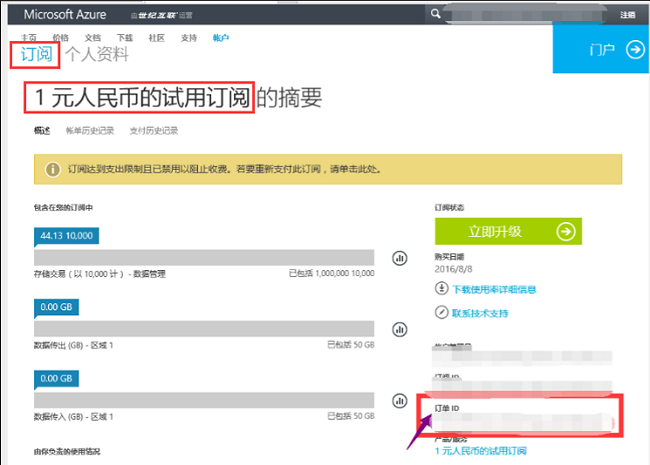 Microsoft Azure 由世纪互联运营 注销
主页 价格 文档 下载 社区 支持 帐户
订阅 个人资料 门户
1 元人民币的试用订阅 的摘要
概述 帐单历史记录 支付历史记录
订阅达到支出限制且已禁用以阻止收费。若要重新支付此订阅，请单击此处。
包含在您的订阅中
44.13 10,000
存储交易（以 10,000 计）- 数据管理 已包括 1,000,000 10,000
0.00 GB
数据传出 (GB) - 区域 1 已包括 50 GB
0.00 GB
数据传入 (GB) - 区域 1 已包括 50 GB
由你负责的使用情况
订阅状态
立即升级
购买日期
2016/8/8
下载使用率详细信息
联系技术支持
订阅 ID
订单 ID
产品/服务
1 元人民币的试用订阅